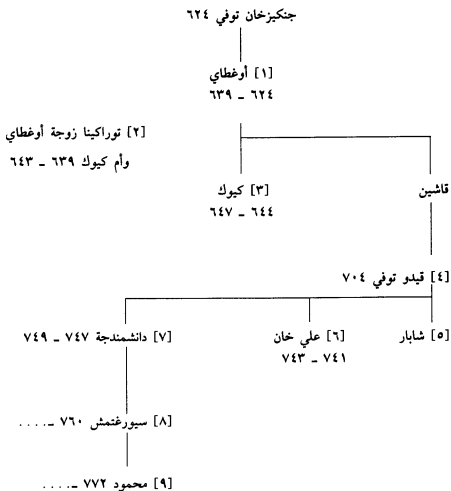 جنكيزخان توفي ٦٢٤
[١] أوغطاي
٦٢٤ – ٦٣٩
[٢] توراكينا زوجة أوغطاي
وأم كيوك ٦٣٩ – ٦٤٣
قاشين
[٣] كيوك
٦٤٤ – ٦٤٧
[٤] قيدو توفي ٧٠٤
[٥] شابار
[٦] علي خان
٧٤١ – ٧٤٣
[٧] دانشمندجة ٧٤٧ – ٧٤٩
[٨] سيورغتمش ٧٦٠ – ....
[٩] محمود ٧٧٢ – ....